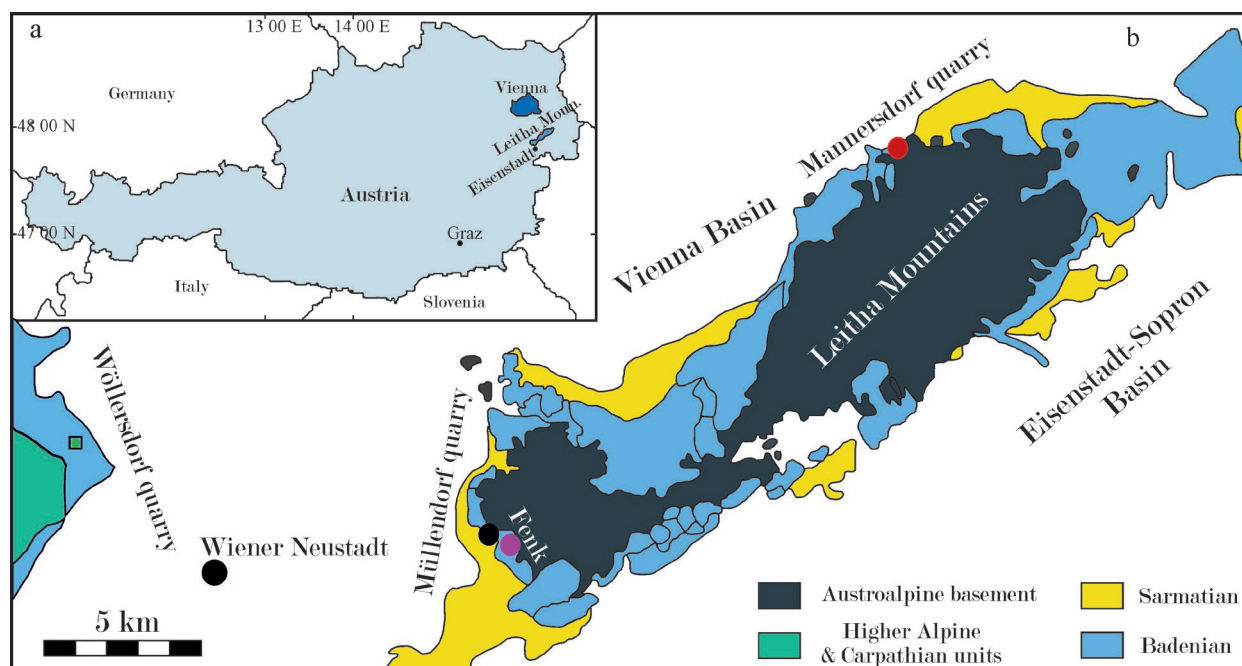 a
13°00 E
14°00 E
Germany
Vienna
48°00 N
Leitha Moun.
Eisenstadt
Austria
47°00 N
Graz
Italy
Slovenia
b
Mannersdorf quarry
Vienna Basin
Leitha Mountains
Eisenstadt-Sopron
Basin
Wöllersdorf quarry
Müllendorf quarry
Fenk
Wiener Neustadt
5 km
Austroalpine basement
Sarmatian
Higher Alpine
& Carpathian units
Badenian